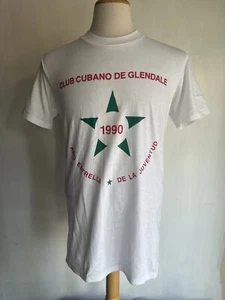 CLUB CUBANO DE GLENDALE
1990
ESTRELLA ★ DE LA JUVENTUD